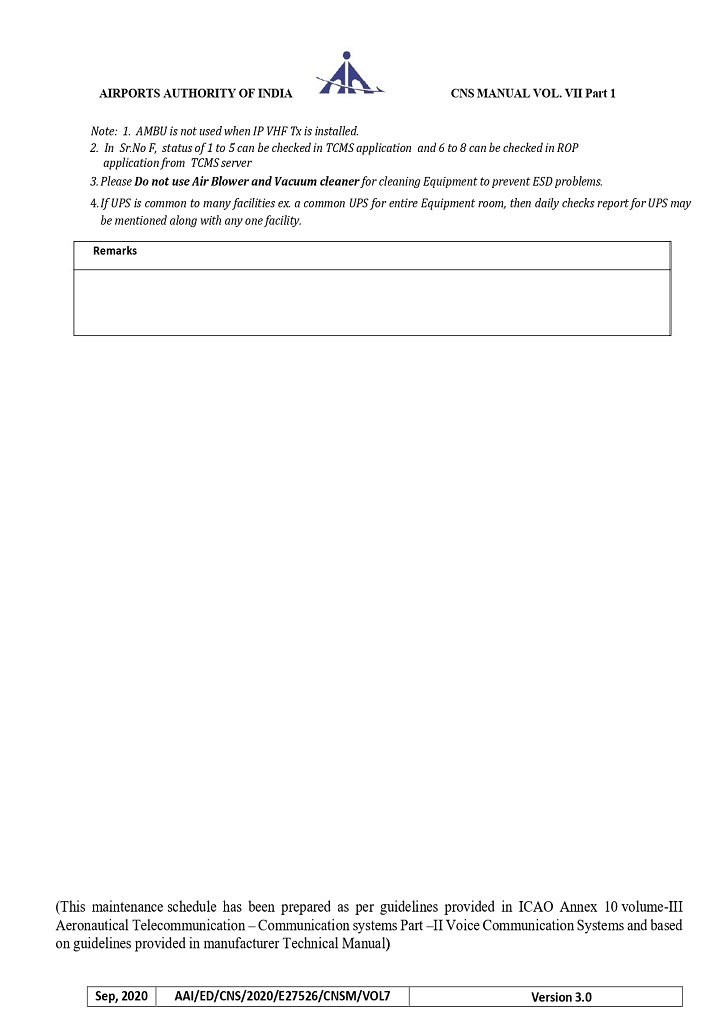 AIRPORTS AUTHORITY OF INDIA CNS MANUAL VOL. VII Part 1
Note: 1. AMBU is not used when IP VHF Tx is installed.
2. In Sr.No F, status of 1 to 5 can be checked in TCMS application and 6 to 8 can be checked in ROP
application from TCMS server
3. Please Do not use Air Blower and Vacuum cleaner for cleaning Equipment to prevent ESD problems.
4. If UPS is common to many facilities ex. a common UPS for entire Equipment room, then daily checks report for UPS may
be mentioned along with any one facility.
Remarks
(This maintenance schedule has been prepared as per guidelines provided in ICAO Annex 10 volume-III
Aeronautical Telecommunication – Communication systems Part –II Voice Communication Systems and based
on guidelines provided in manufacturer Technical Manual)
Sep, 2020 AAI/ED/CNS/2020/E27526/CNSM/VOL7 Version 3.0